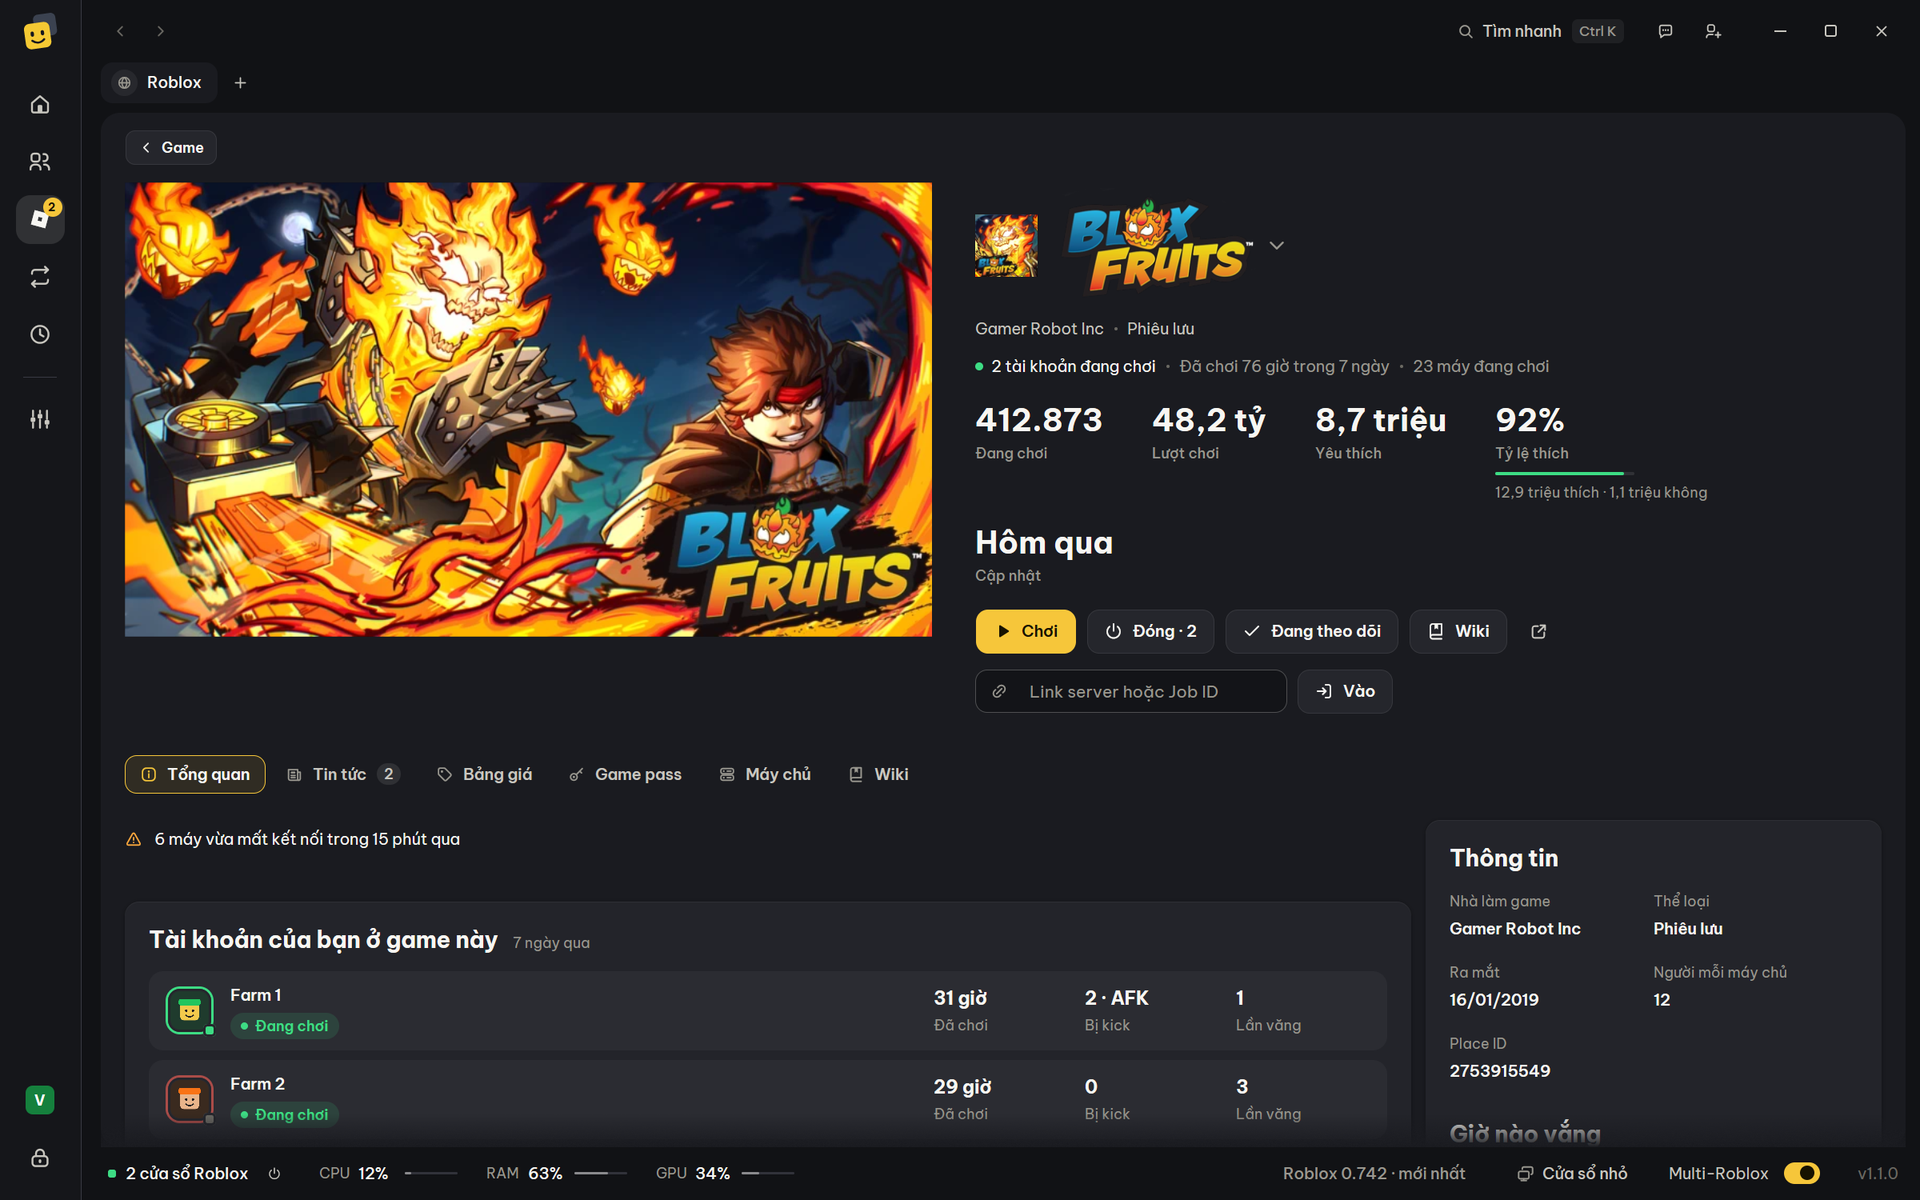 Tìm nhanh Ctrl K
Roblox
Game
2
BLOX
FRUITS
BLOX
FRUITS™
BLOX
FRUITS™
Gamer Robot Inc · Phiêu lưu
2 tài khoản đang chơi · Đã chơi 76 giờ trong 7 ngày · 23 máy đang chơi
412.873 48,2 tỷ 8,7 triệu 92%
Đang chơi Lượt chơi Yêu thích Tỷ lệ thích
12,9 triệu thích · 1,1 triệu không
Hôm qua
Cập nhật
Chơi Đóng · 2 Đang theo dõi Wiki
Link server hoặc Job ID Vào
Tổng quan Tin tức 2 Bảng giá Game pass Máy chủ Wiki
6 máy vừa mất kết nối trong 15 phút qua
Tài khoản của bạn ở game này 7 ngày qua
Farm 1
Đang chơi
31 giờ 2 · AFK 1
Đã chơi Bị kick Lần văng
Farm 2
Đang chơi
29 giờ 0 3
Đã chơi Bị kick Lần văng
Thông tin
Nhà làm game Thể loại
Gamer Robot Inc Phiêu lưu
Ra mắt Người mỗi máy chủ
16/01/2019 12
Place ID
2753915549
Giờ nào vắng
V
2 cửa sổ Roblox CPU 12% RAM 63% GPU 34% Roblox 0.742 · mới nhất Cửa sổ nhỏ Multi-Roblox v1.1.0